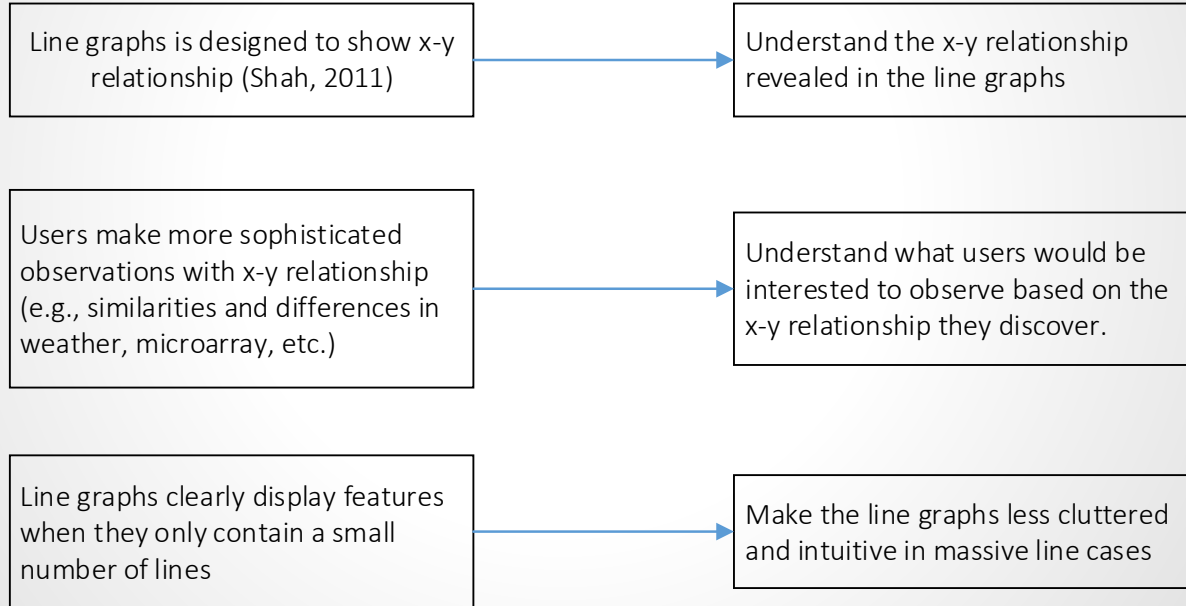 Line graphs is designed to show x-y
relationship (Shah, 2011)
Understand the x-y relationship
revealed in the line graphs
Users make more sophisticated
observations with x-y relationship
(e.g., similarities and differences in
weather, microarray, etc.)
Understand what users would be
interested to observe based on the
x-y relationship they discover.
Line graphs clearly display features
when they only contain a small
number of lines
Make the line graphs less cluttered
and intuitive in massive line cases